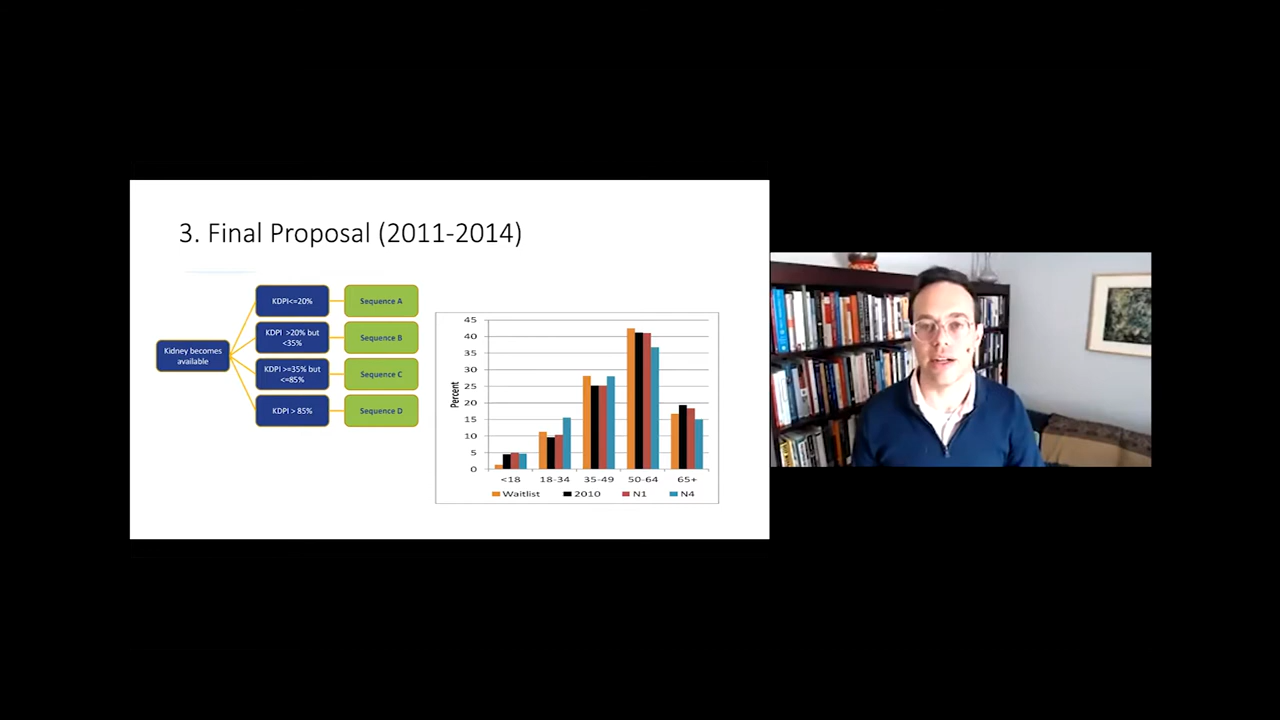 3. Final Proposal (2011-2014)
Kidney becomes
available
KDPI<=20%
Sequence A
KDPI >20% but
<35%
Sequence B
KDPI >=35% but
<=85%
Sequence C
KDPI > 85%
Sequence D
Percent
45
40
35
30
25
20
15
10
5
0
<18
18-34
35-49
50-64
65+
Waitlist
2010
N1
N4